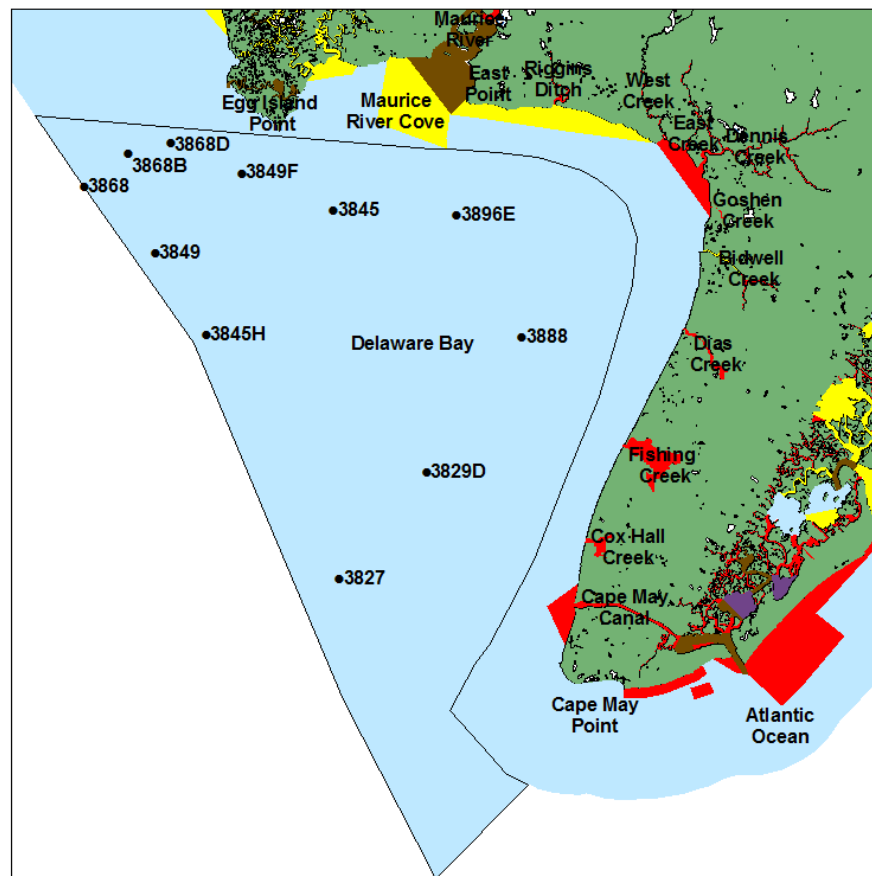 Maurice
River
East
Point
Riggins
Ditch
West
Creek
Egg Island
Point
Maurice
River Cove
East
Creek
Dennis
Creek
3868D
3868B
3868
3849F
3845
3896E
Goshen
Creek
3849
Bidwell
Creek
3845H
Delaware Bay
3888
Dias
Creek
3829D
Fishing
Creek
Cox Hall
Creek
3827
Cape May
Canal
Cape May
Point
Atlantic
Ocean